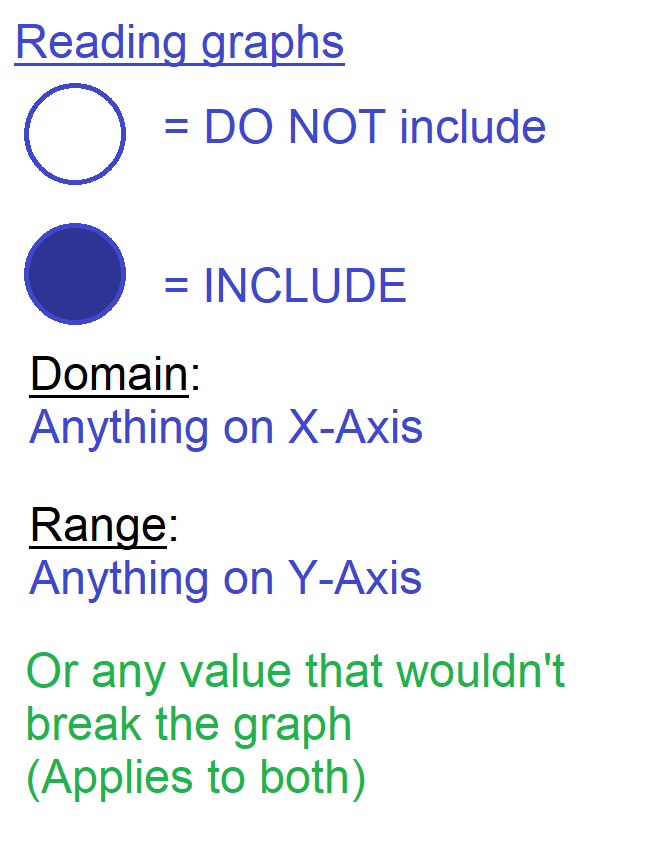 Reading graphs
= DO NOT include
= INCLUDE
Domain:
Anything on X-Axis
Range:
Anything on Y-Axis
Or any value that wouldn't
break the graph
(Applies to both)